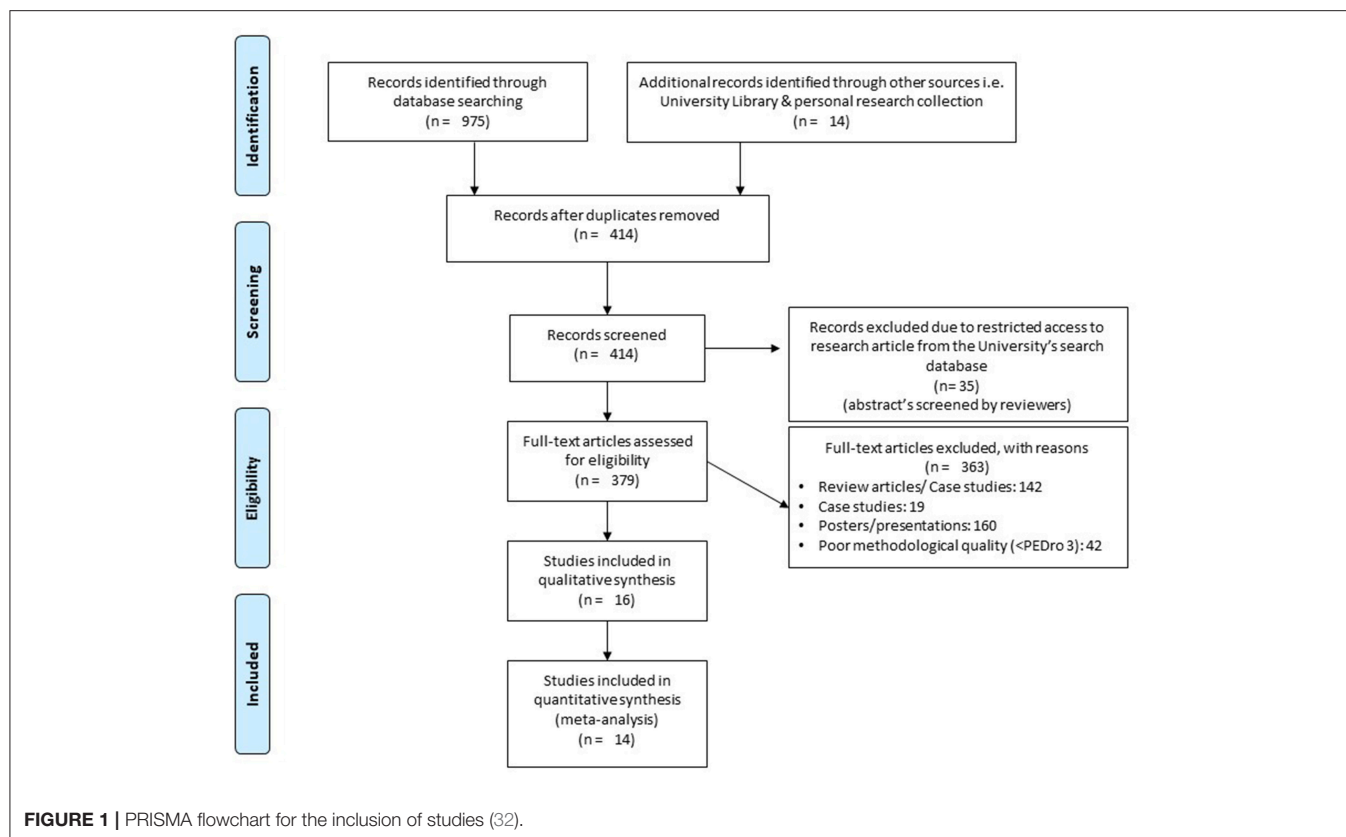 Identification
Records identified through
database searching
(n = 975)
Additional records identified through other sources i.e.
University Library & personal research collection
(n = 14)
Records after duplicates removed
(n = 414)
Screening
Records screened
(n = 414)
Records excluded due to restricted access to
research article from the University's search
database
(n= 35)
(abstract's screened by reviewers)
Eligibility
Full-text articles assessed
for eligibility
(n = 379)
Full-text articles excluded, with reasons
(n = 363)
• Review articles/ Case studies: 142
• Case studies: 19
• Posters/presentations: 160
• Poor methodological quality (<PEDro 3): 42
Studies included in
qualitative synthesis
(n = 16)
Included
Studies included in
quantitative synthesis
(meta-analysis)
(n = 14)
FIGURE 1 | PRISMA flowchart for the inclusion of studies (32).